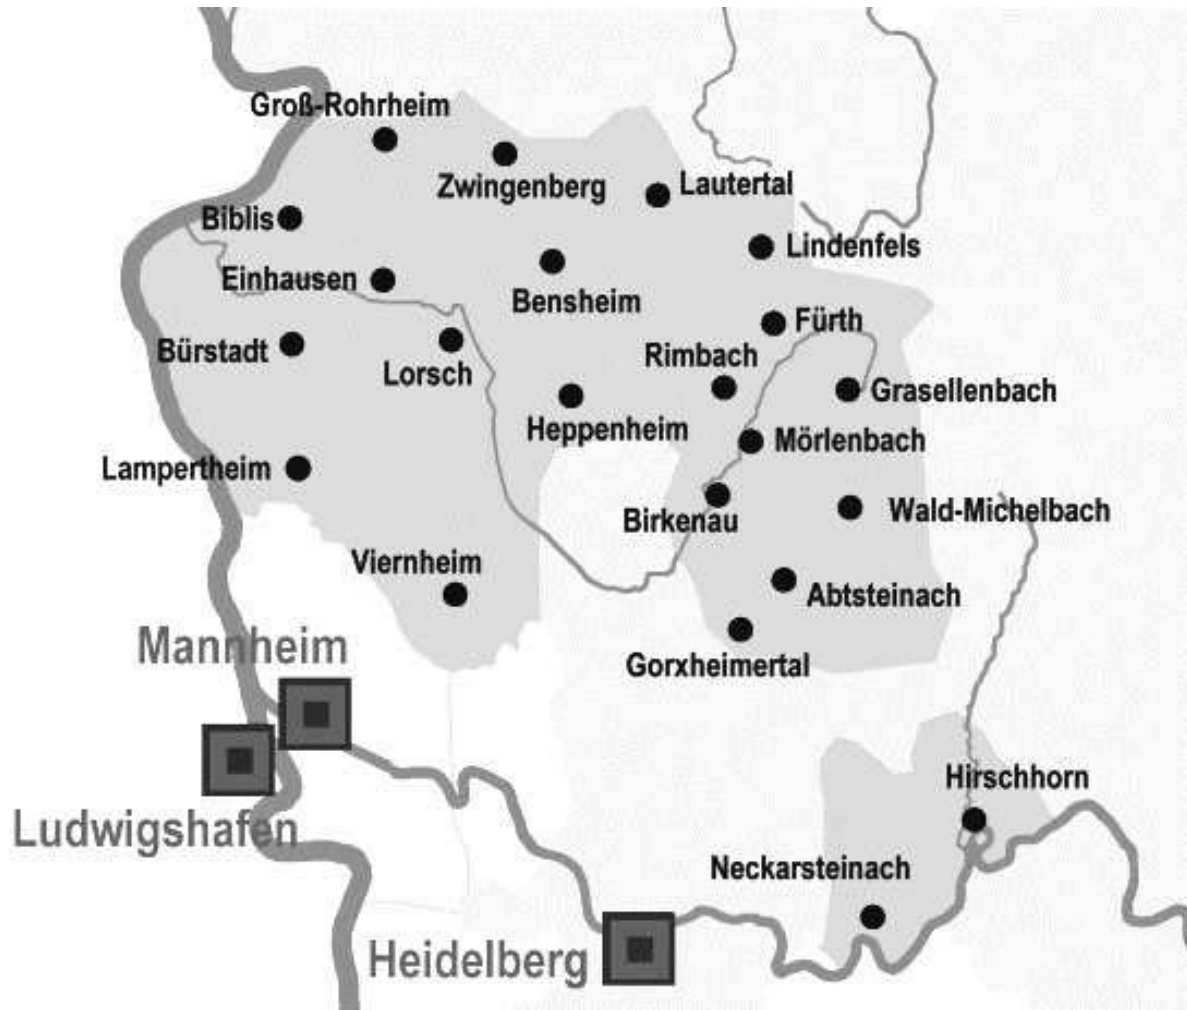 Groß-Rohrheim
Zwingenberg
Lautertal
Biblis
Lindenfels
Einhausen
Bensheim
Fürth
Bürstadt
Lorsch
Rimbach
Grasellenbach
Heppenheim
Mörlenbach
Lampertheim
Birkenau
Wald-Michelbach
Viernheim
Abtsteinach
Mannheim
Gorxheimertal
Hirschhorn
Ludwigshafen
Neckarsteinach
Heidelberg